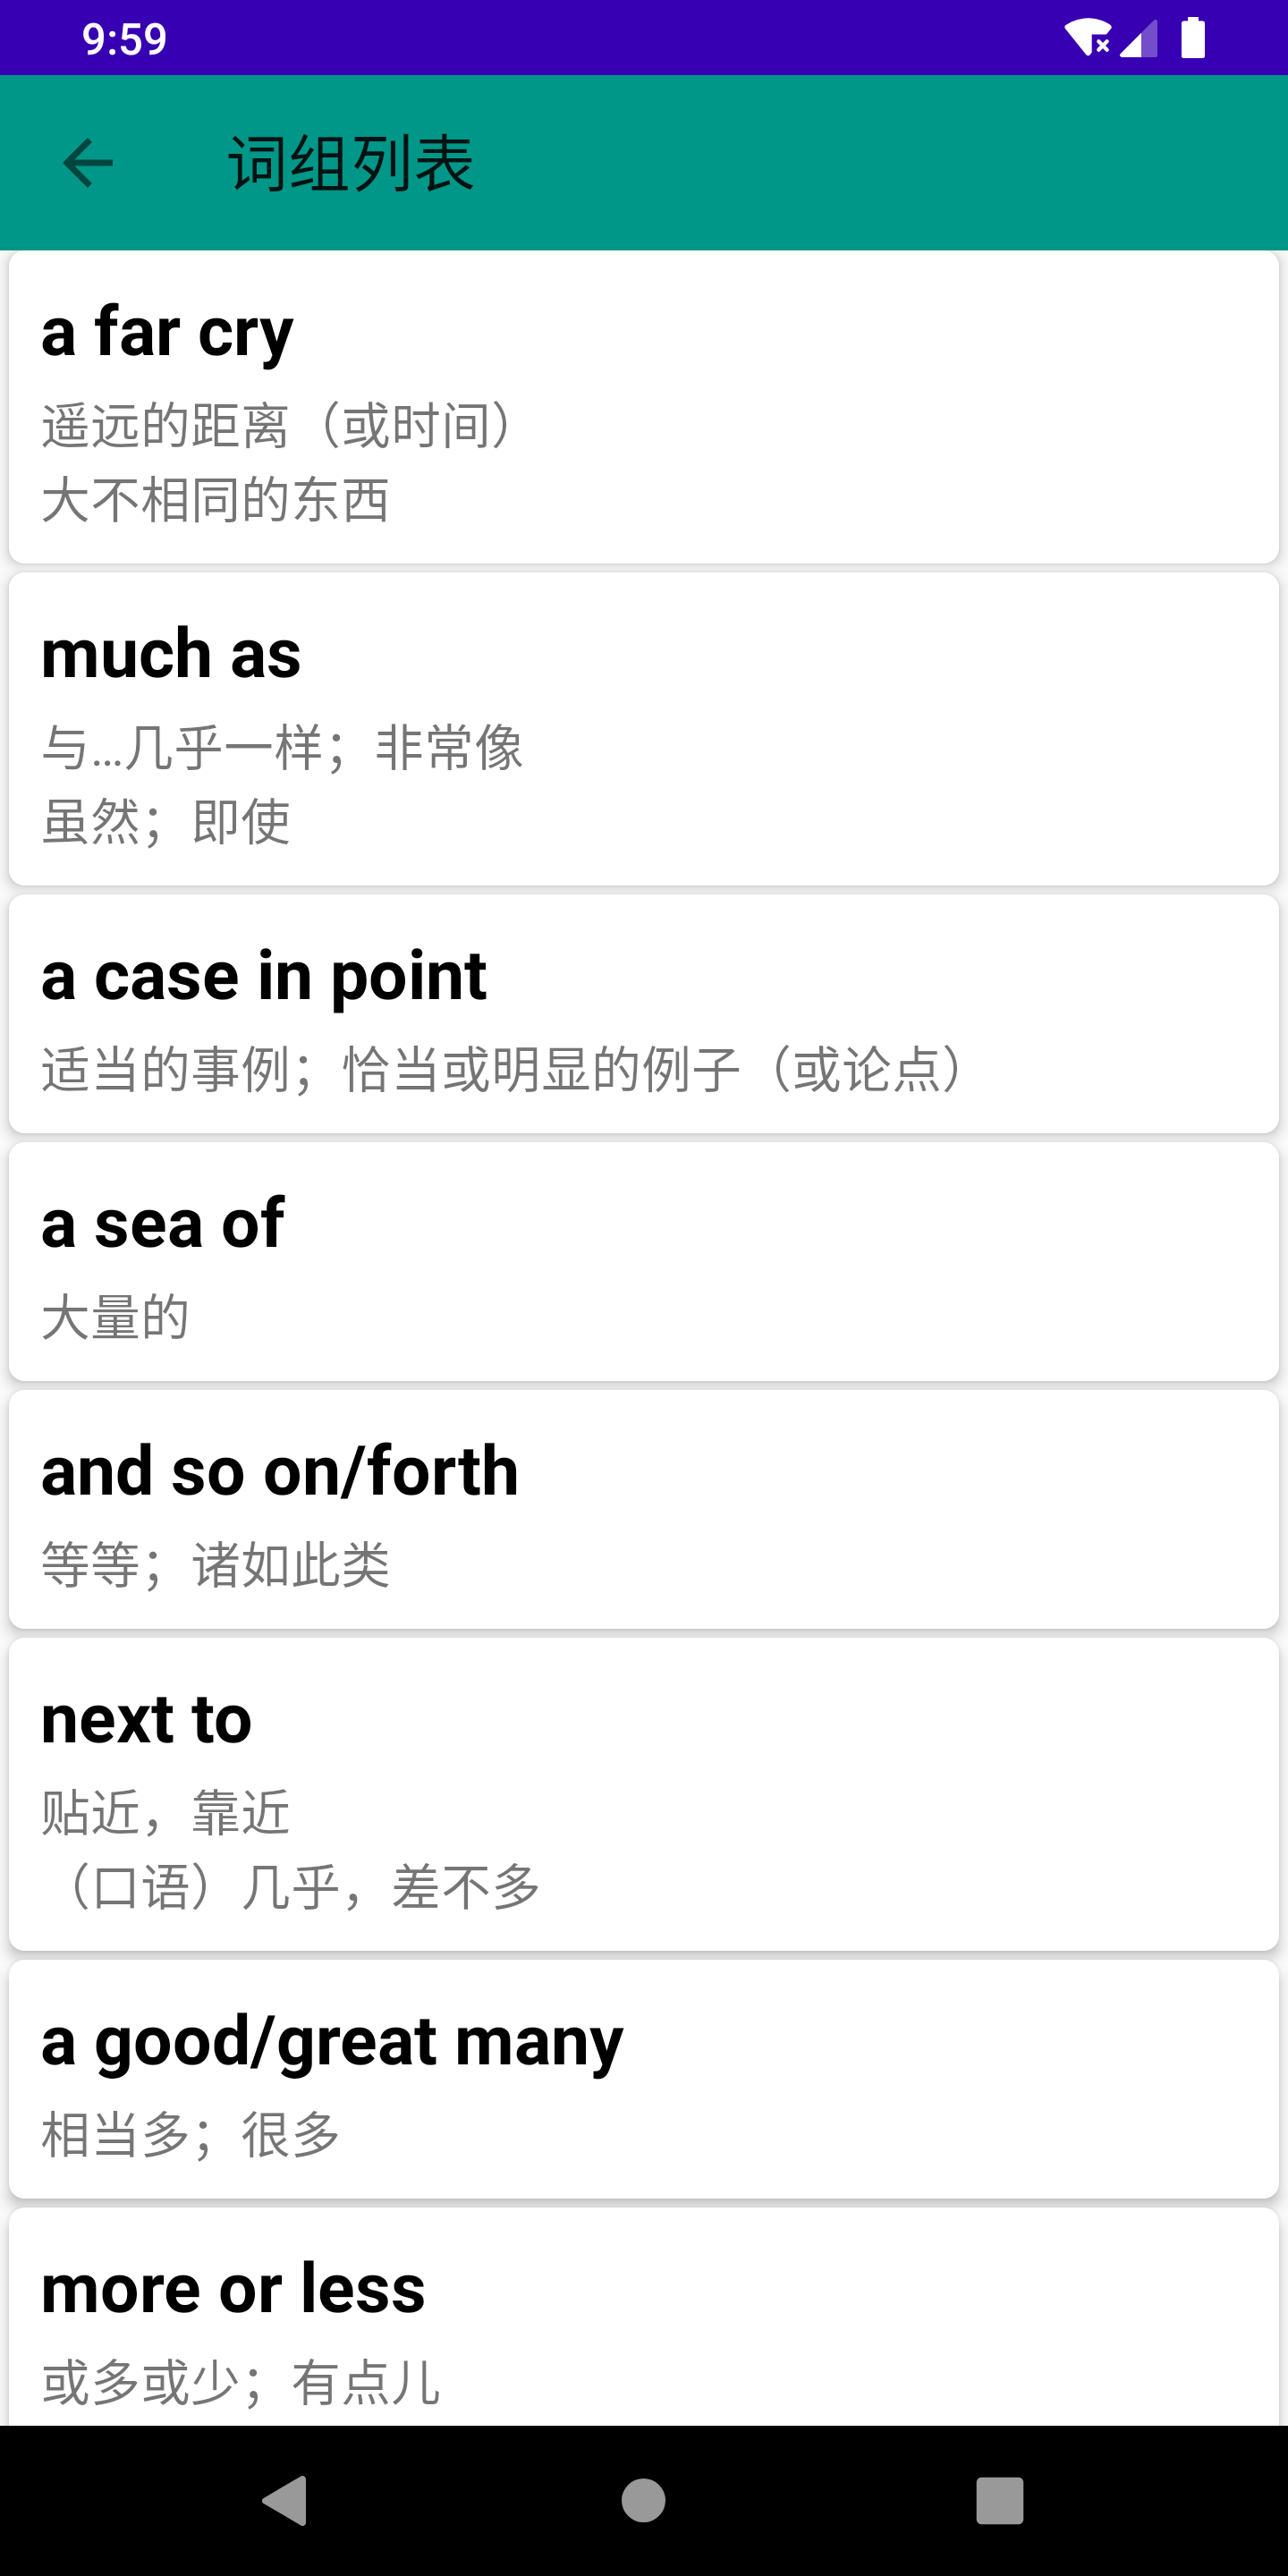 9:59
词组列表
a far cry
遥远的距离（或时间）
大不相同的东西
much as
与…几乎一样；非常像
虽然；即使
a case in point
适当的事例；恰当或明显的例子（或论点）
a sea of
大量的
and so on/forth
等等；诸如此类
next to
贴近，靠近
（口语）几乎，差不多
a good/great many
相当多；很多
more or less
或多或少；有点儿